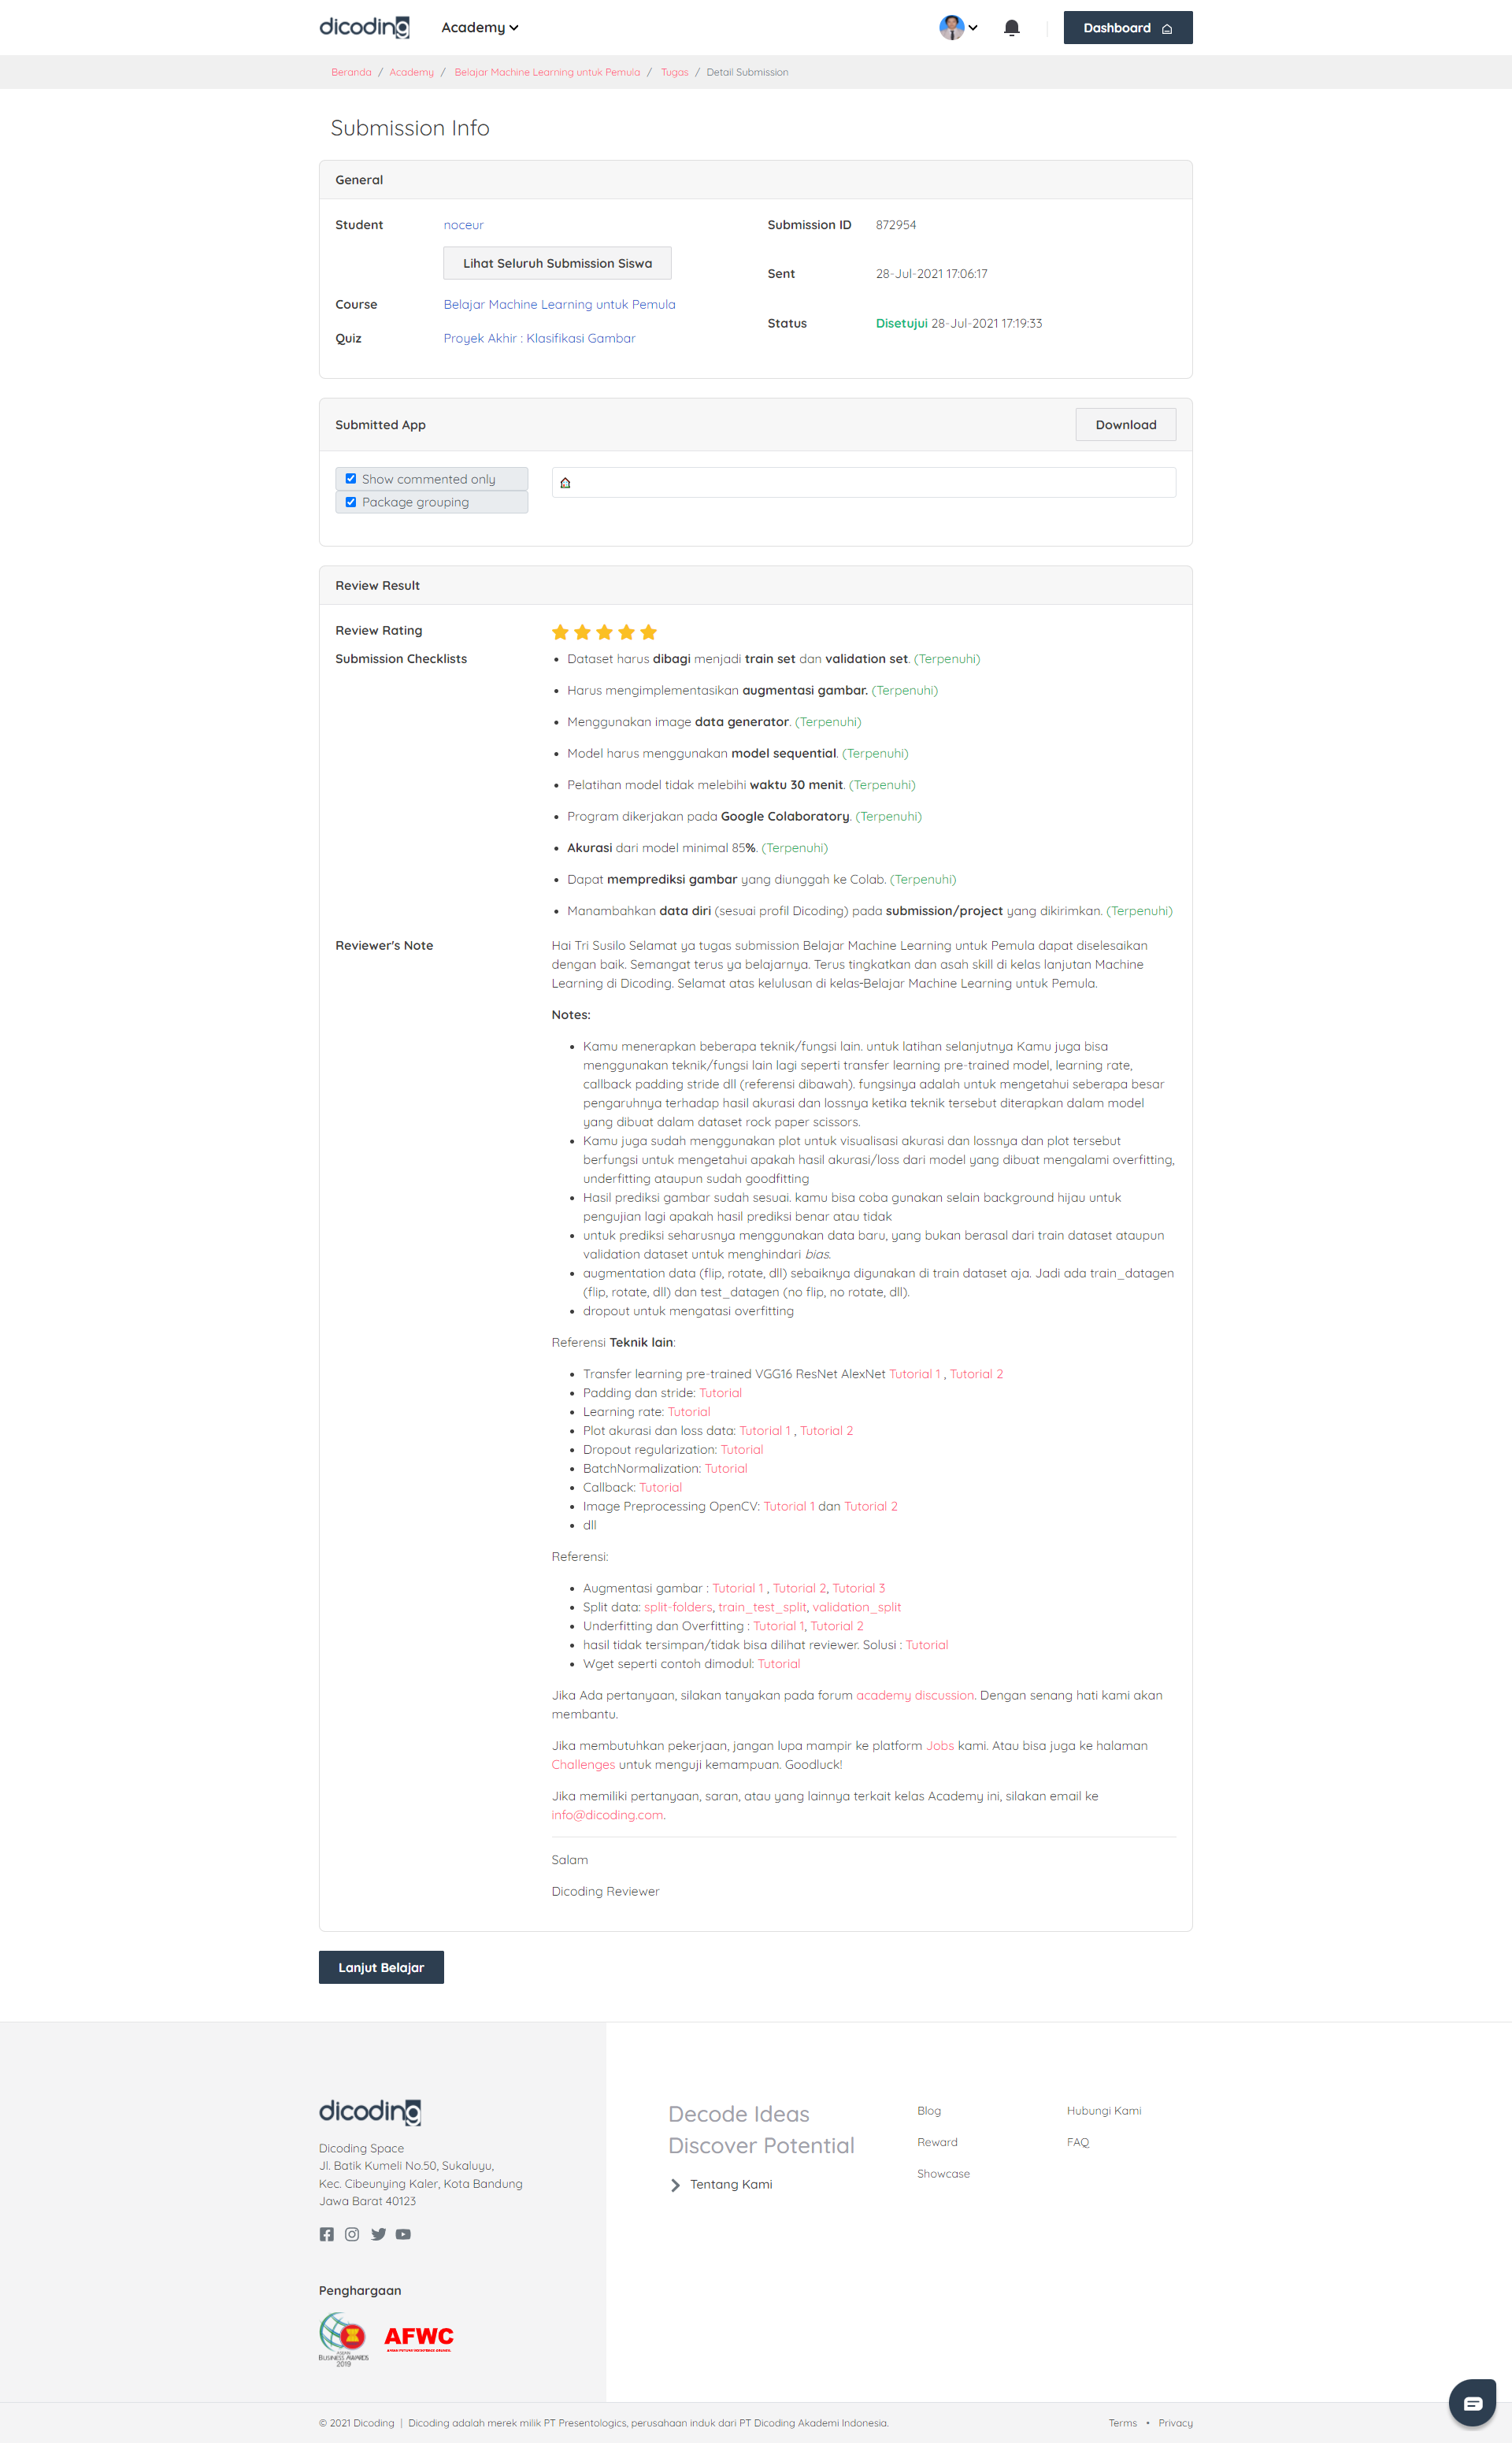 dicoding
Academy
Dashboard
Beranda / Academy / Belajar Machine Learning untuk Pemula / Tugas / Detail Submission
Submission Info
General
Student noceur
Submission ID 872954
Lihat Seluruh Submission Siswa
Sent 28-Jul-2021 17:06:17
Course Belajar Machine Learning untuk Pemula
Status Disetujui 28-Jul-2021 17:19:33
Quiz Proyek Akhir : Klasifikasi Gambar
Submitted App
Download
Show commented only
Package grouping
Review Result
Review Rating
Submission Checklists
• Dataset harus dibagi menjadi train set dan validation set. (Terpenuhi)
• Harus mengimplementasikan augmentasi gambar. (Terpenuhi)
• Menggunakan image data generator. (Terpenuhi)
• Model harus menggunakan model sequential. (Terpenuhi)
• Pelatihan model tidak melebihi waktu 30 menit. (Terpenuhi)
• Program dikerjakan pada Google Colaboratory. (Terpenuhi)
• Akurasi dari model minimal 85%. (Terpenuhi)
• Dapat memprediksi gambar yang diunggah ke Colab. (Terpenuhi)
• Manambahkan data diri (sesuai profil Dicoding) pada submission/project yang dikirimkan. (Terpenuhi)
Reviewer's Note
Hai Tri Susilo Selamat ya tugas submission Belajar Machine Learning untuk Pemula dapat diselesaikan
dengan baik. Semangat terus ya belajarnya. Terus tingkatkan dan asah skill di kelas lanjutan Machine
Learning di Dicoding. Selamat atas kelulusan di kelas-Belajar Machine Learning untuk Pemula.
Notes:
• Kamu menerapkan beberapa teknik/fungsi lain. untuk latihan selanjutnya Kamu juga bisa
menggunakan teknik/fungsi lain lagi seperti transfer learning pre-trained model, learning rate,
callback padding stride dll (referensi dibawah). fungsinya adalah untuk mengetahui seberapa besar
pengaruhnya terhadap hasil akurasi dan lossnya ketika teknik tersebut diterapkan dalam model
yang dibuat dalam dataset rock paper scissors.
• Kamu juga sudah menggunakan plot untuk visualisasi akurasi dan lossnya dan plot tersebut
berfungsi untuk mengetahui apakah hasil akurasi/loss dari model yang dibuat mengalami overfitting,
underfitting ataupun sudah goodfitting
• Hasil prediksi gambar sudah sesuai. kamu bisa coba gunakan selain background hijau untuk
pengujian lagi apakah hasil prediksi benar atau tidak
• untuk prediksi seharusnya menggunakan data baru, yang bukan berasal dari train dataset ataupun
validation dataset untuk menghindari bias.
• augmentation data (flip, rotate, dll) sebaiknya digunakan di train dataset aja. Jadi ada train_datagen
(flip, rotate, dll) dan test_datagen (no flip, no rotate, dll).
• dropout untuk mengatasi overfitting
Referensi Teknik lain:
• Transfer learning pre-trained VGG16 ResNet AlexNet Tutorial 1 , Tutorial 2
• Padding dan stride: Tutorial
• Learning rate: Tutorial
• Plot akurasi dan loss data: Tutorial 1 , Tutorial 2
• Dropout regularization: Tutorial
• BatchNormalization: Tutorial
• Callback: Tutorial
• Image Preprocessing OpenCV: Tutorial 1 dan Tutorial 2
• dll
Referensi:
• Augmentasi gambar : Tutorial 1 , Tutorial 2, Tutorial 3
• Split data: split-folders, train_test_split, validation_split
• Underfitting dan Overfitting : Tutorial 1, Tutorial 2
• hasil tidak tersimpan/tidak bisa dilihat reviewer. Solusi : Tutorial
• Wget seperti contoh dimodul: Tutorial
Jika Ada pertanyaan, silakan tanyakan pada forum academy discussion. Dengan senang hati kami akan
membantu.
Jika membutuhkan pekerjaan, jangan lupa mampir ke platform Jobs kami. Atau bisa juga ke halaman
Challenges untuk menguji kemampuan. Goodluck!
Jika memiliki pertanyaan, saran, atau yang lainnya terkait kelas Academy ini, silakan email ke
info@dicoding.com.
Salam
Dicoding Reviewer
Lanjut Belajar
dicoding
Dicoding Space
Jl. Batik Kumeli No.50, Sukaluyu,
Kec. Cibeunying Kaler, Kota Bandung
Jawa Barat 40123
Penghargaan
ASEAN
BUSINESS AWARDS
2019
AFWC
Decode Ideas
Discover Potential
Tentang Kami
Blog
Reward
Showcase
Hubungi Kami
FAQ
© 2021 Dicoding | Dicoding adalah merek milik PT Presentologics, perusahaan induk dari PT Dicoding Akademi Indonesia.
Terms • Privacy